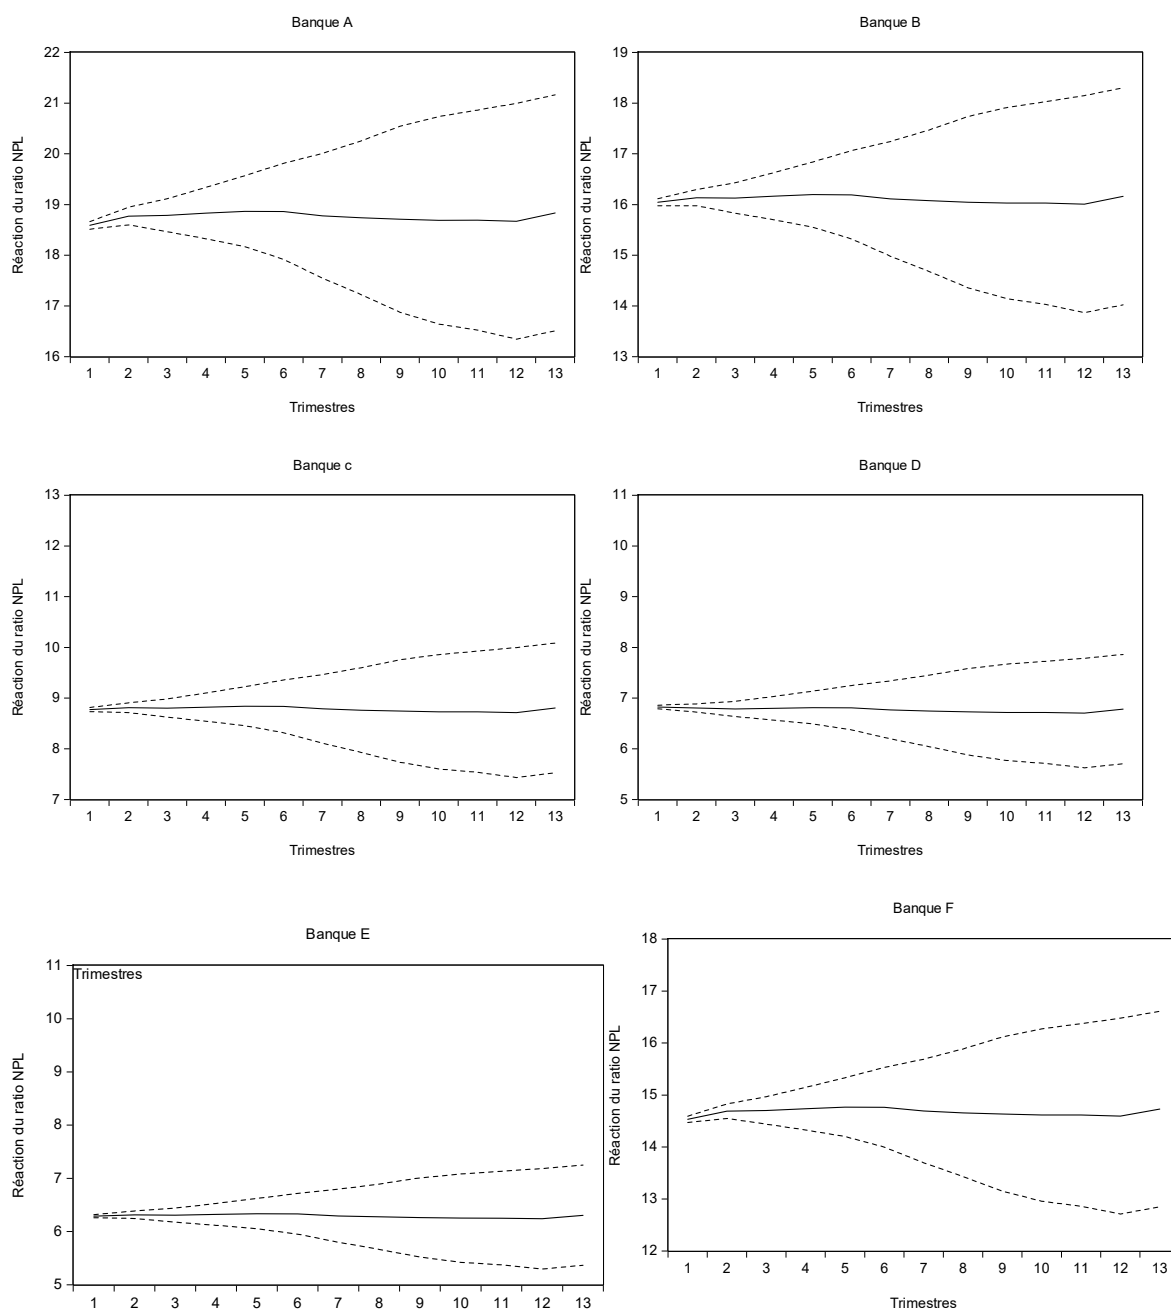 Banque A
Réaction du ratio NPL
22
21
20
19
18
17
16
1 2 3 4 5 6 7 8 9 10 11 12 13
Trimestres
Banque B
Réaction du ratio NPL
19
18
17
16
15
14
13
1 2 3 4 5 6 7 8 9 10 11 12 13
Trimestres
Banque c
Réaction du ratio NPL
13
12
11
10
9
8
7
1 2 3 4 5 6 7 8 9 10 11 12 13
Trimestres
Banque D
Réaction du ratio NPL
11
10
9
8
7
6
5
1 2 3 4 5 6 7 8 9 10 11 12 13
Trimestres
Banque E
Trimestres
Réaction du ratio NPL
11
10
9
8
7
6
5
1 2 3 4 5 6 7 8 9 10 11 12 13
Banque F
Réaction du ratio NPL
18
17
16
15
14
13
12
1 2 3 4 5 6 7 8 9 10 11 12 13
Trimestres